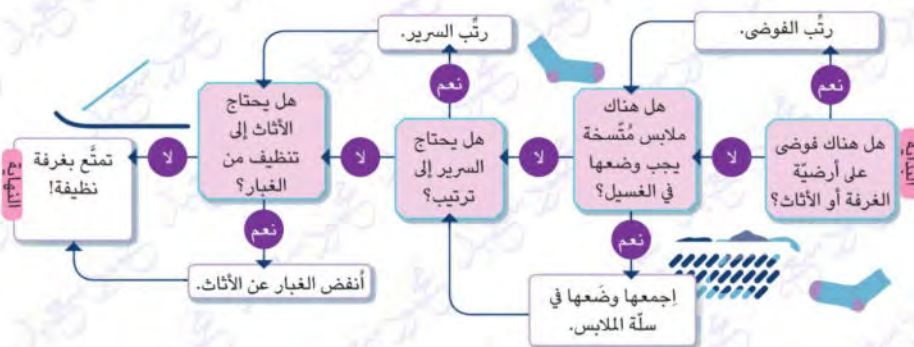 البداية
هل هناك فوضى
على أرضيّة
الغرفة أو الأثاث؟
نعم
رتِّب الفوضى.
لا
هل هناك
ملابس مُتّسخة
يجب وضعها
في الغسيل؟
نعم
اِجمعها وضَعها في
سلّة الملابس.
لا
هل يحتاج
السرير إلى
ترتيب؟
نعم
رتِّب السرير.
لا
هل يحتاج
الأثاث إلى
تنظيف من
الغبار؟
نعم
اُنفض الغبار عن الأثاث.
لا
تمتَّع بغرفة
نظيفة!
النهاية